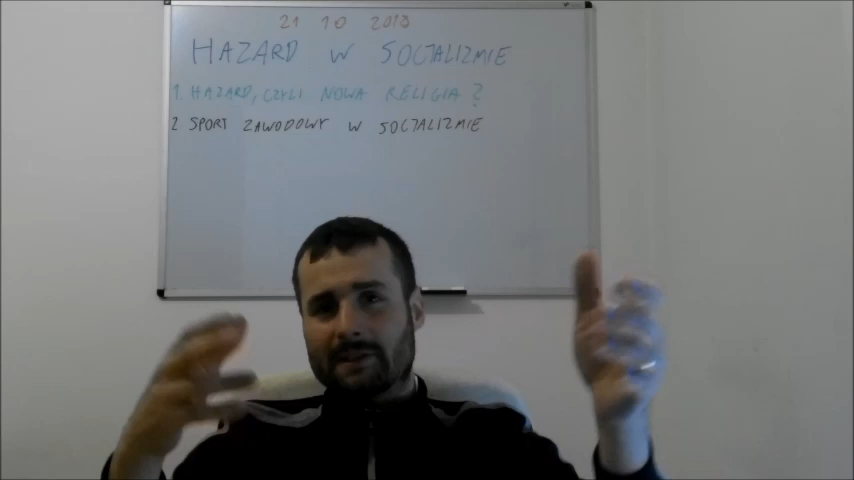 21 10 2013
HAZARD W SOCJALIZMIE
1. HAZARD, CZYLI NOWA RELIGIA?
2. SPORT ZAWODOWY W SOCJALIZMIE